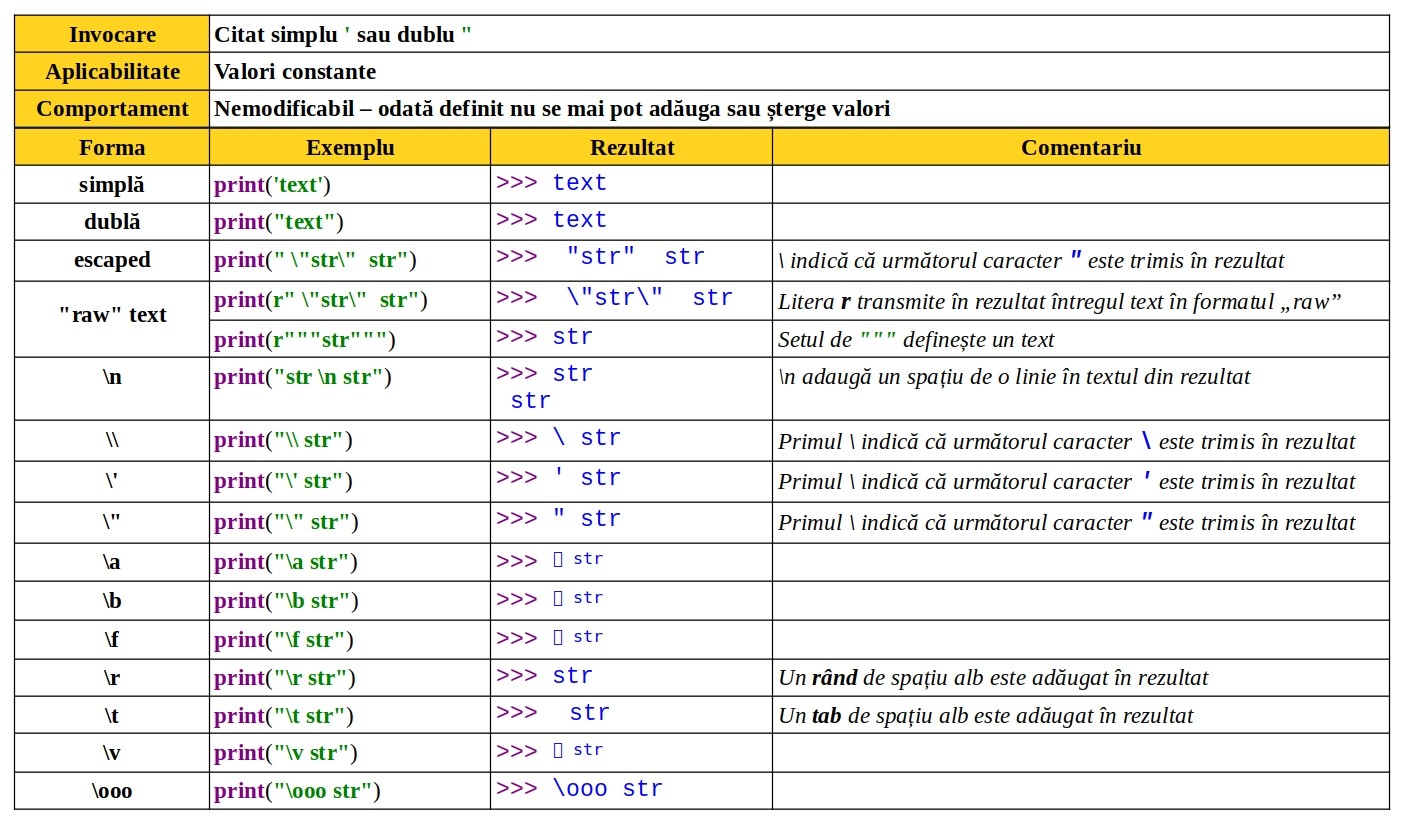 Invocare Citat simplu ' sau dublu "
Aplicabilitate Valori constante
Comportament Nemodificabil – odată definit nu se mai pot adăuga sau șterge valori
Forma Exemplu Rezultat Comentariu
simplă print('text') >>> text
dublă print("text") >>> text
escaped print(" \"str\"  str") >>>  "str"  str \ indică că următorul caracter " este trimis în rezultat
"raw" text print(r" \"str\"  str") >>>  \"str\"  str Litera r transmite în rezultat întregul text în formatul „raw”
print(r"""str""") >>> str Setul de """ definește un text
\n print("str \n str") >>> str \n adaugă un spațiu de o linie în textul din rezultat
str
\\ print("\\ str") >>> \ str Primul \ indică că următorul caracter \ este trimis în rezultat
\' print("\' str") >>> ' str Primul \ indică că următorul caracter ' este trimis în rezultat
\" print("\" str") >>> " str Primul \ indică că următorul caracter " este trimis în rezultat
\a print("\a str") >>> ▯ str
\b print("\b str") >>> ▯ str
\f print("\f str") >>> ▯ str
\r print("\r str") >>> str Un rând de spațiu alb este adăugat în rezultat
\t print("\t str") >>>  str Un tab de spațiu alb este adăugat în rezultat
\v print("\v str") >>> ▯ str
\ooo print("\ooo str") >>> \ooo str